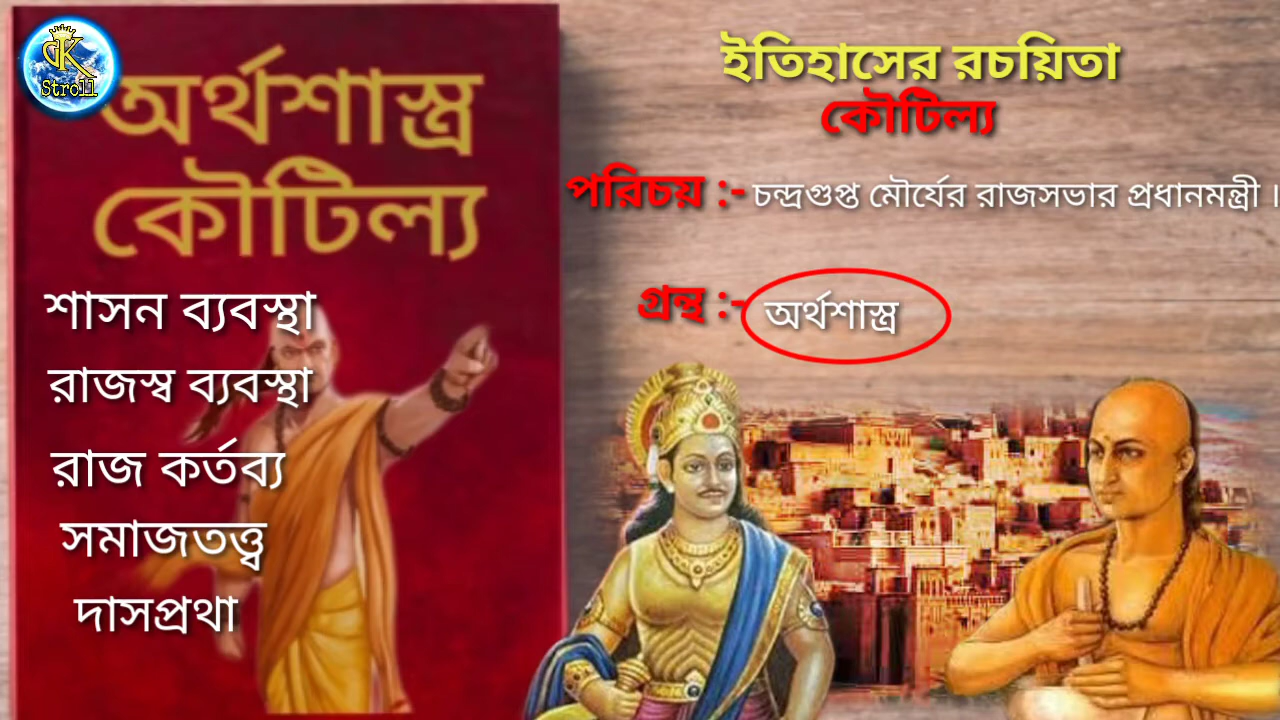 GK
Stroll
অর্থশাস্ত্র
কৌটিল্য
শাসন ব্যবস্থা
রাজস্ব ব্যবস্থা
রাজ কর্তব্য
সমাজতত্ত্ব
দাসপ্রথা
ইতিহাসের রচয়িতা
কৌটিল্য
পরিচয় :- চন্দ্রগুপ্ত মৌর্যের রাজসভার প্রধানমন্ত্রী ।
গ্রন্থ :- অর্থশাস্ত্র